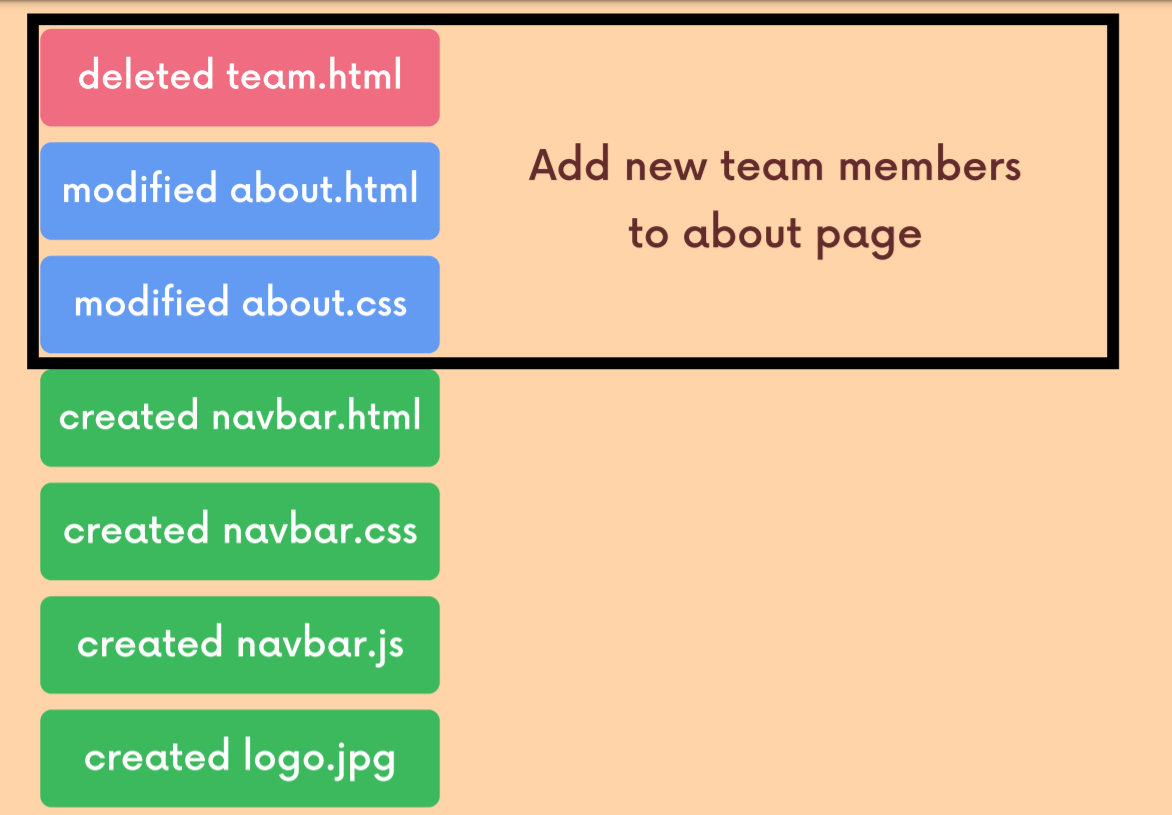 deleted team.html
modified about.html
modified about.css
Add new team members
to about page
created navbar.html
created navbar.css
created navbar.js
created logo.jpg